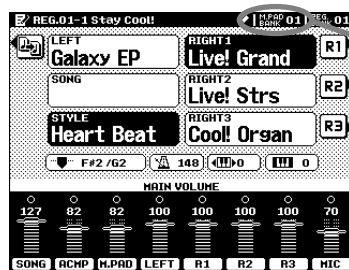 REG.01-1 Stay Cool! M.PAD BANK 01 REG. 01
LEFT
Galaxy EP
RIGHT1
Live! Grand
R1
SONG
RIGHT2
Live! Strs
R2
STYLE
Heart Beat
RIGHT3
Cool! Organ
R3
F#2/G2 148 0 0
MAIN VOLUME
127 82 82 100 100 100 100 70
SONG ACMP M.PAD LEFT R1 R2 R3 MIC